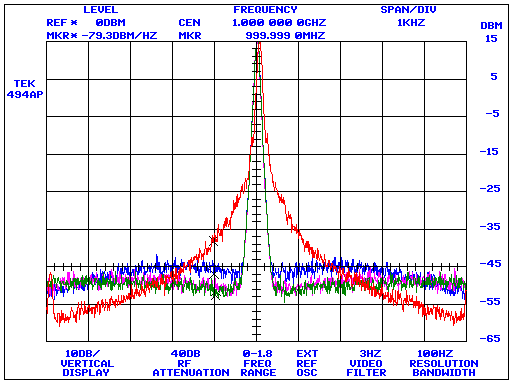 LEVEL FREQUENCY SPAN/DIV
REF* 0DBM CEN 1.000 000 0GHZ 1KHZ
MKR* -79.3DBM/HZ MKR 999.999 0MHZ
DBM
15
TEK
494AP
5
-5
-15
-25
-35
-45
-55
-65
10DB/ 40DB 0-1.8 EXT 3HZ 100HZ
VERTICAL RF FREQ REF VIDEO RESOLUTION
DISPLAY ATTENUATION RANGE OSC FILTER BANDWIDTH